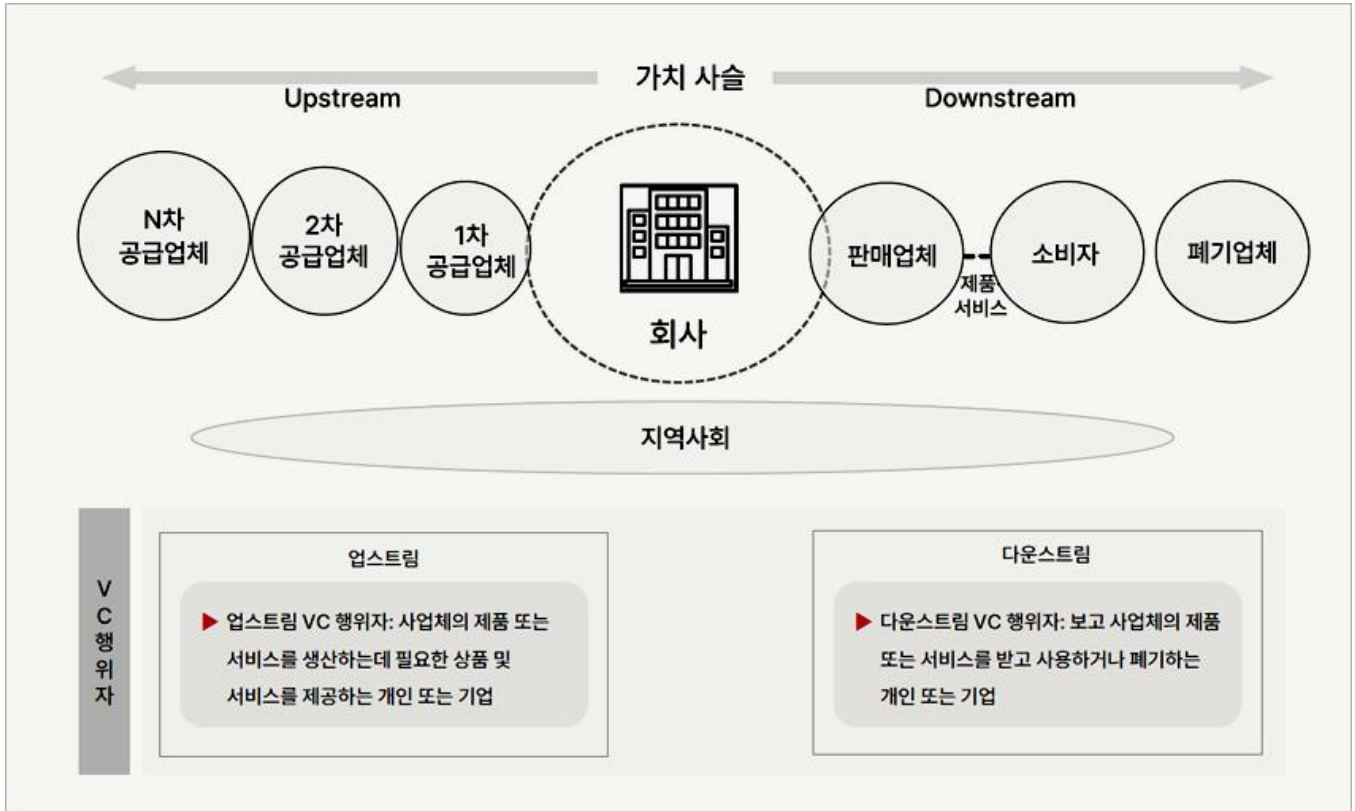 가치 사슬
Upstream
Downstream
N차
공급업체
2차
공급업체
1차
공급업체
회사
판매업체
제품·
서비스
소비자
폐기업체
지역사회
V
C
행
위
자
업스트림
▶ 업스트림 VC 행위자: 사업체의 제품 또는
서비스를 생산하는데 필요한 상품 및
서비스를 제공하는 개인 또는 기업
다운스트림
▶ 다운스트림 VC 행위자: 보고 사업체의 제품
또는 서비스를 받고 사용하거나 폐기하는
개인 또는 기업